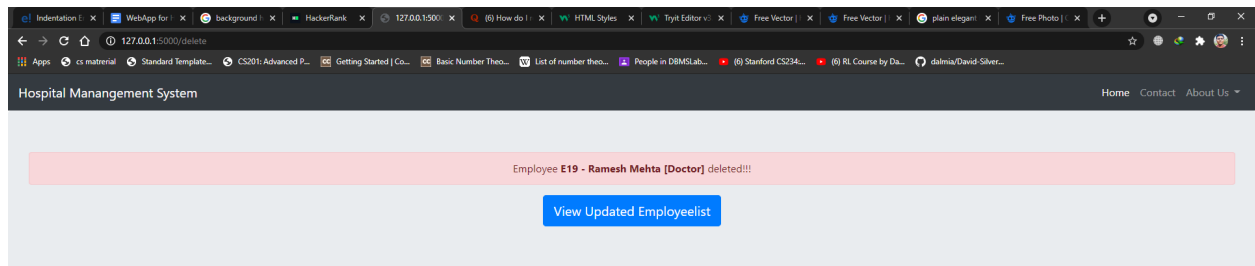 Indentation E
WebApp for H
background h
HackerRank
127.0.0.1:5000
(6) How do I
HTML Styles
Tryit Editor v3
Free Vector |
Free Vector |
plain elegant
Free Photo |
127.0.0.1:5000/delete
Apps
cs matrerial
Standard Template...
CS201: Advanced P...
Getting Started | Co...
Basic Number Theo...
List of number theo...
People in DBMSLab...
(6) Stanford CS234:...
(6) RL Course by Da...
dalmia/David-Silver...
Hospital Manangement System
Home Contact About Us
Employee E19 - Ramesh Mehta [Doctor] deleted!!!
View Updated Employeelist